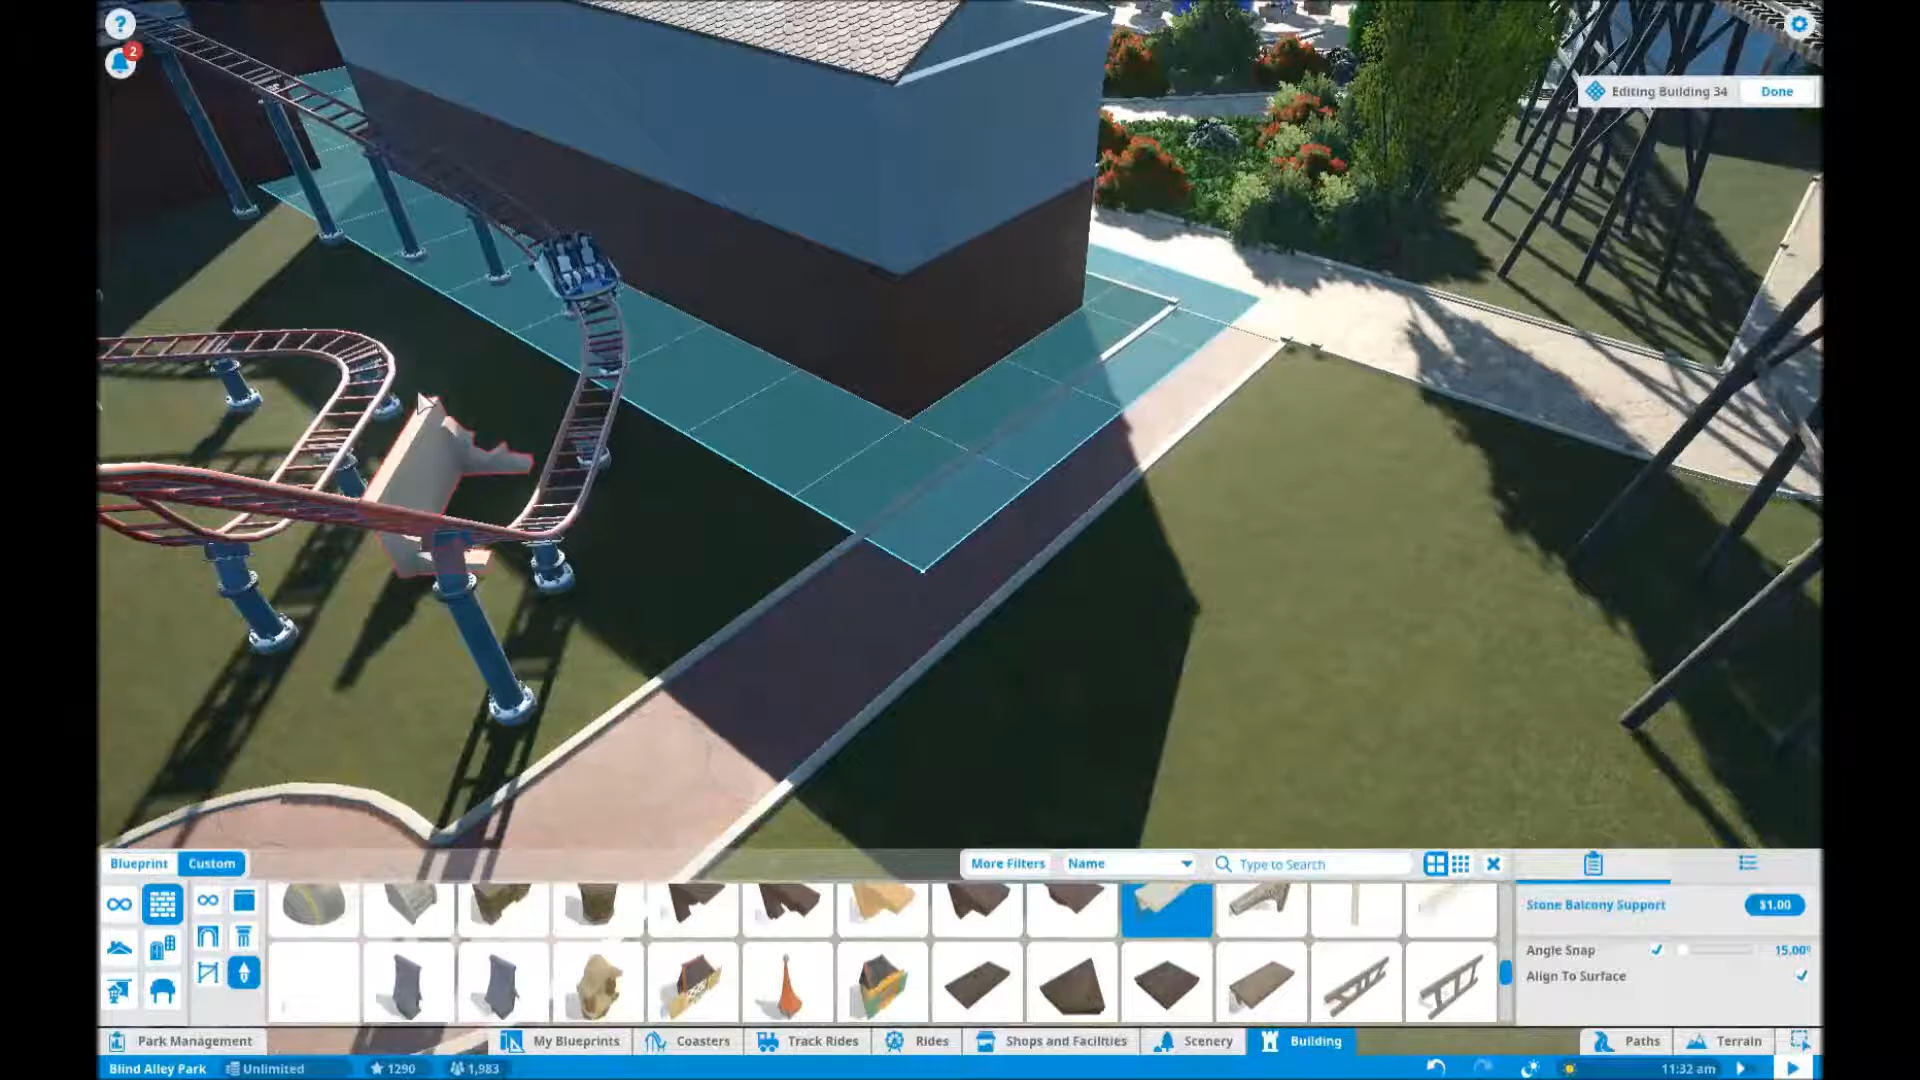 ?
2
Editing Building 34
Done
Blueprint
Custom
More Filters
Name
Type to Search
Stone Balcony Support
$1.00
Angle Snap
15.00°
Align To Surface
Park Management
My Blueprints
Coasters
Track Rides
Rides
Shops and Facilities
Scenery
Building
Paths
Terrain
Blind Alley Park
Unlimited
1290
1,983
11:32 am